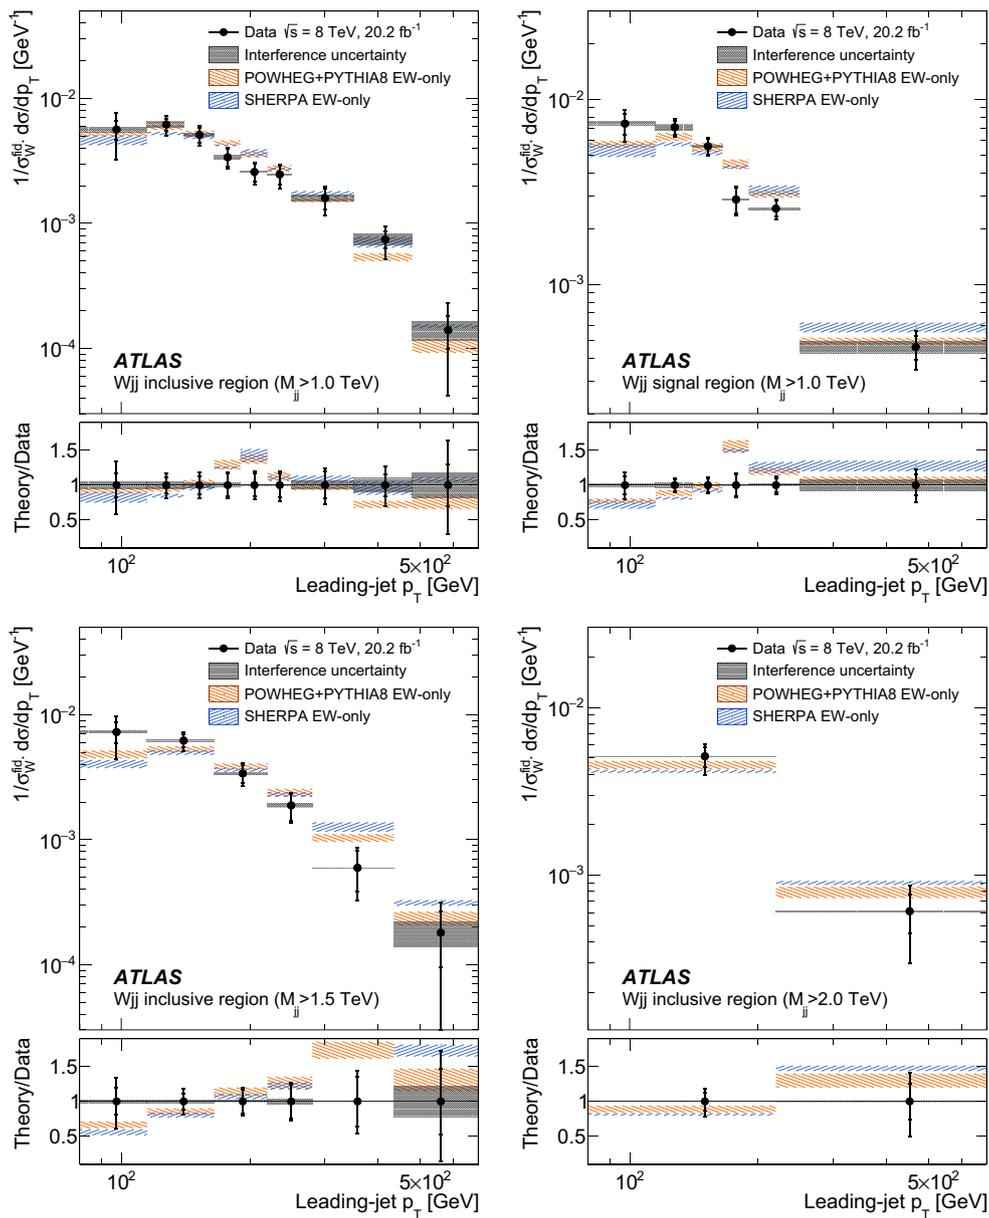 1/σ_W^fid. dσ/dp_T [GeV⁻¹]
Data √s = 8 TeV, 20.2 fb⁻¹
Interference uncertainty
POWHEG+PYTHIA8 EW-only
SHERPA EW-only
10⁻²
10⁻³
10⁻⁴
ATLAS
Wjj inclusive region (M_jj>1.0 TeV)
Theory/Data
1.5
1
0.5
10²
5×10²
Leading-jet p_T [GeV]
1/σ_W^fid. dσ/dp_T [GeV⁻¹]
Data √s = 8 TeV, 20.2 fb⁻¹
Interference uncertainty
POWHEG+PYTHIA8 EW-only
SHERPA EW-only
10⁻²
10⁻³
ATLAS
Wjj signal region (M_jj>1.0 TeV)
Theory/Data
1.5
1
0.5
10²
5×10²
Leading-jet p_T [GeV]
1/σ_W^fid. dσ/dp_T [GeV⁻¹]
Data √s = 8 TeV, 20.2 fb⁻¹
Interference uncertainty
POWHEG+PYTHIA8 EW-only
SHERPA EW-only
10⁻²
10⁻³
10⁻⁴
ATLAS
Wjj inclusive region (M_jj>1.5 TeV)
Theory/Data
1.5
1
0.5
10²
5×10²
Leading-jet p_T [GeV]
1/σ_W^fid. dσ/dp_T [GeV⁻¹]
Data √s = 8 TeV, 20.2 fb⁻¹
Interference uncertainty
POWHEG+PYTHIA8 EW-only
SHERPA EW-only
10⁻²
10⁻³
ATLAS
Wjj inclusive region (M_jj>2.0 TeV)
Theory/Data
1.5
1
0.5
10²
5×10²
Leading-jet p_T [GeV]